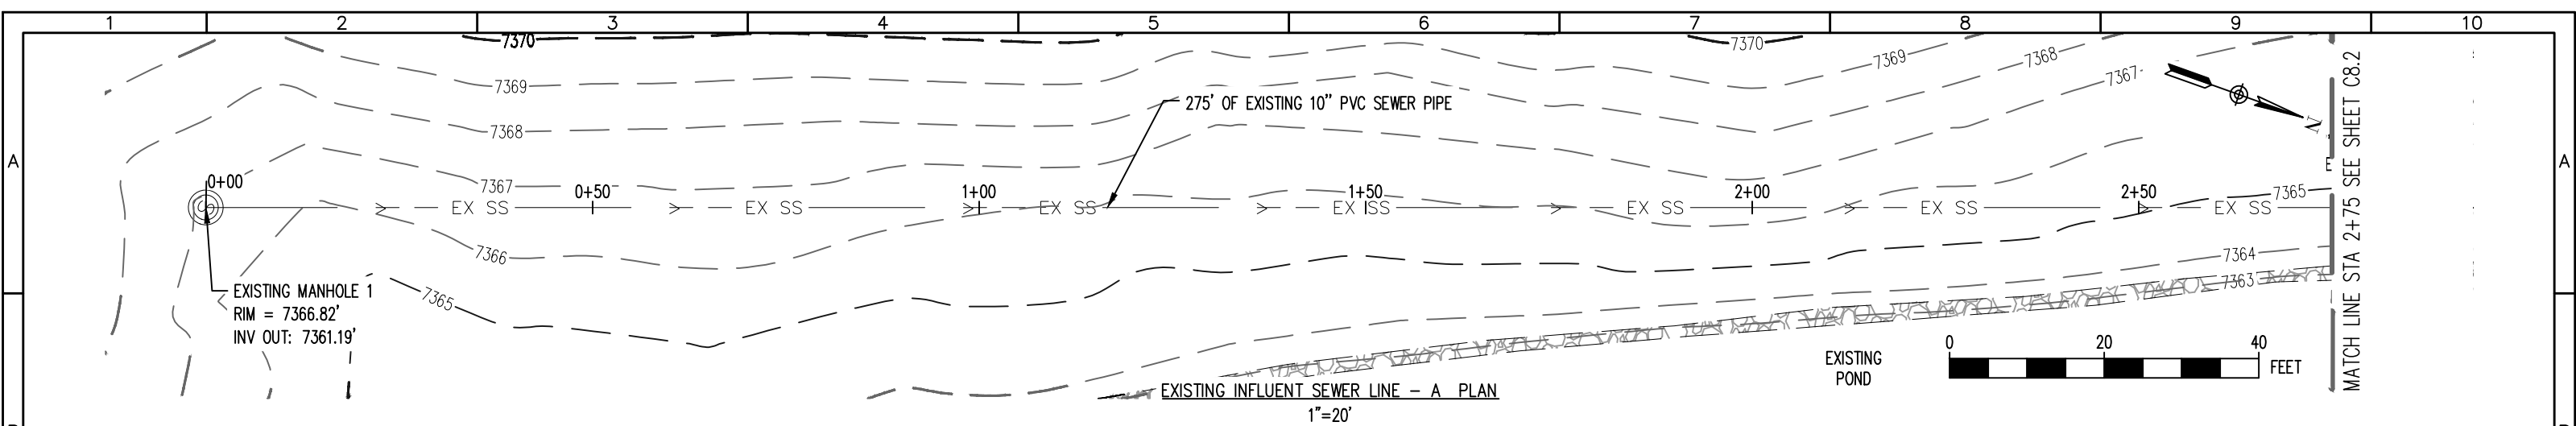 1 2 3 4 5 6 7 8 9 10
7370
7370
7369
7369
7368
7368
7367
7367
275' OF EXISTING 10" PVC SEWER PIPE
N
A
A
E
0+00
0+50
1+00
1+50
2+00
2+50
7365
EX SS EX SS EX SS EX SS EX SS EX SS EX SS
7366
7365
7364
7363
EXISTING MANHOLE 1
RIM = 7366.82'
INV OUT: 7361.19'
EXISTING
POND
0 20 40
FEET
EXISTING INFLUENT SEWER LINE – A PLAN
1"=20'
MATCH LINE STA 2+75 SEE SHEET C8.2